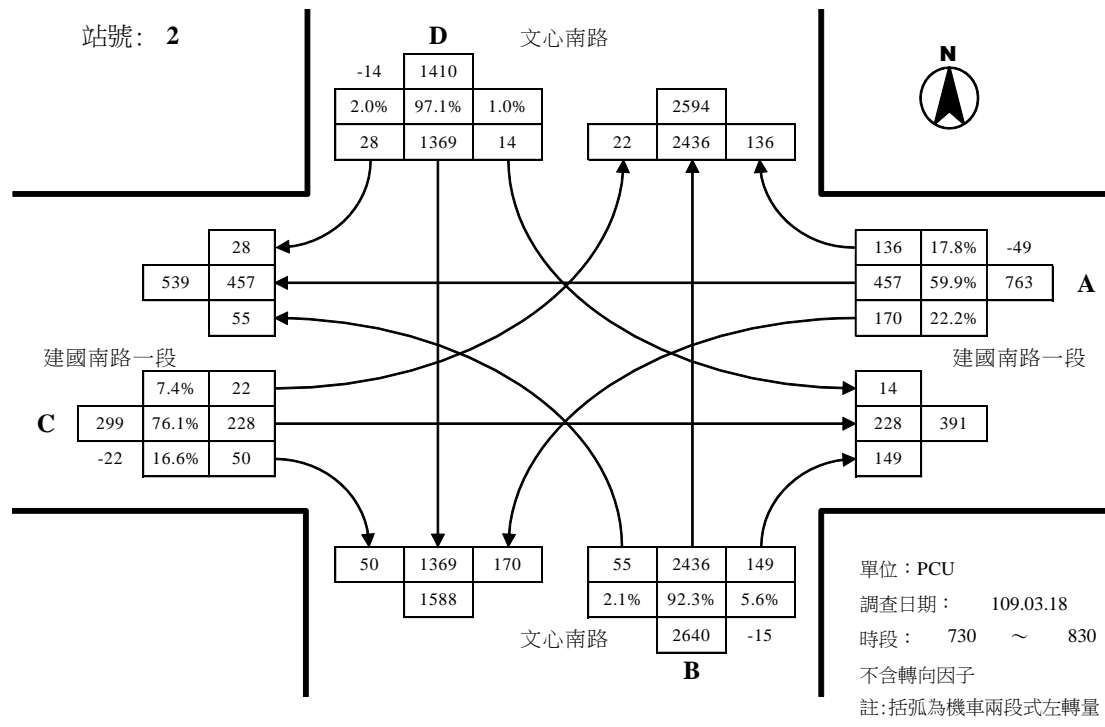 站號: 2
D
文心南路
N
-14 1410
2.0% 97.1% 1.0%
28 1369 14
2594
22 2436 136
28
539 457
55
136 17.8% -49
457 59.9% 763
170 22.2%
A
建國南路一段
7.4% 22
C 299 76.1% 228
-22 16.6% 50
建國南路一段
14
228 391
149
50 1369 170
1588
55 2436 149
2.1% 92.3% 5.6%
2640 -15
文心南路
B
單位：PCU
調查日期： 109.03.18
時段： 730 ～ 830
不含轉向因子
註:括弧為機車兩段式左轉量